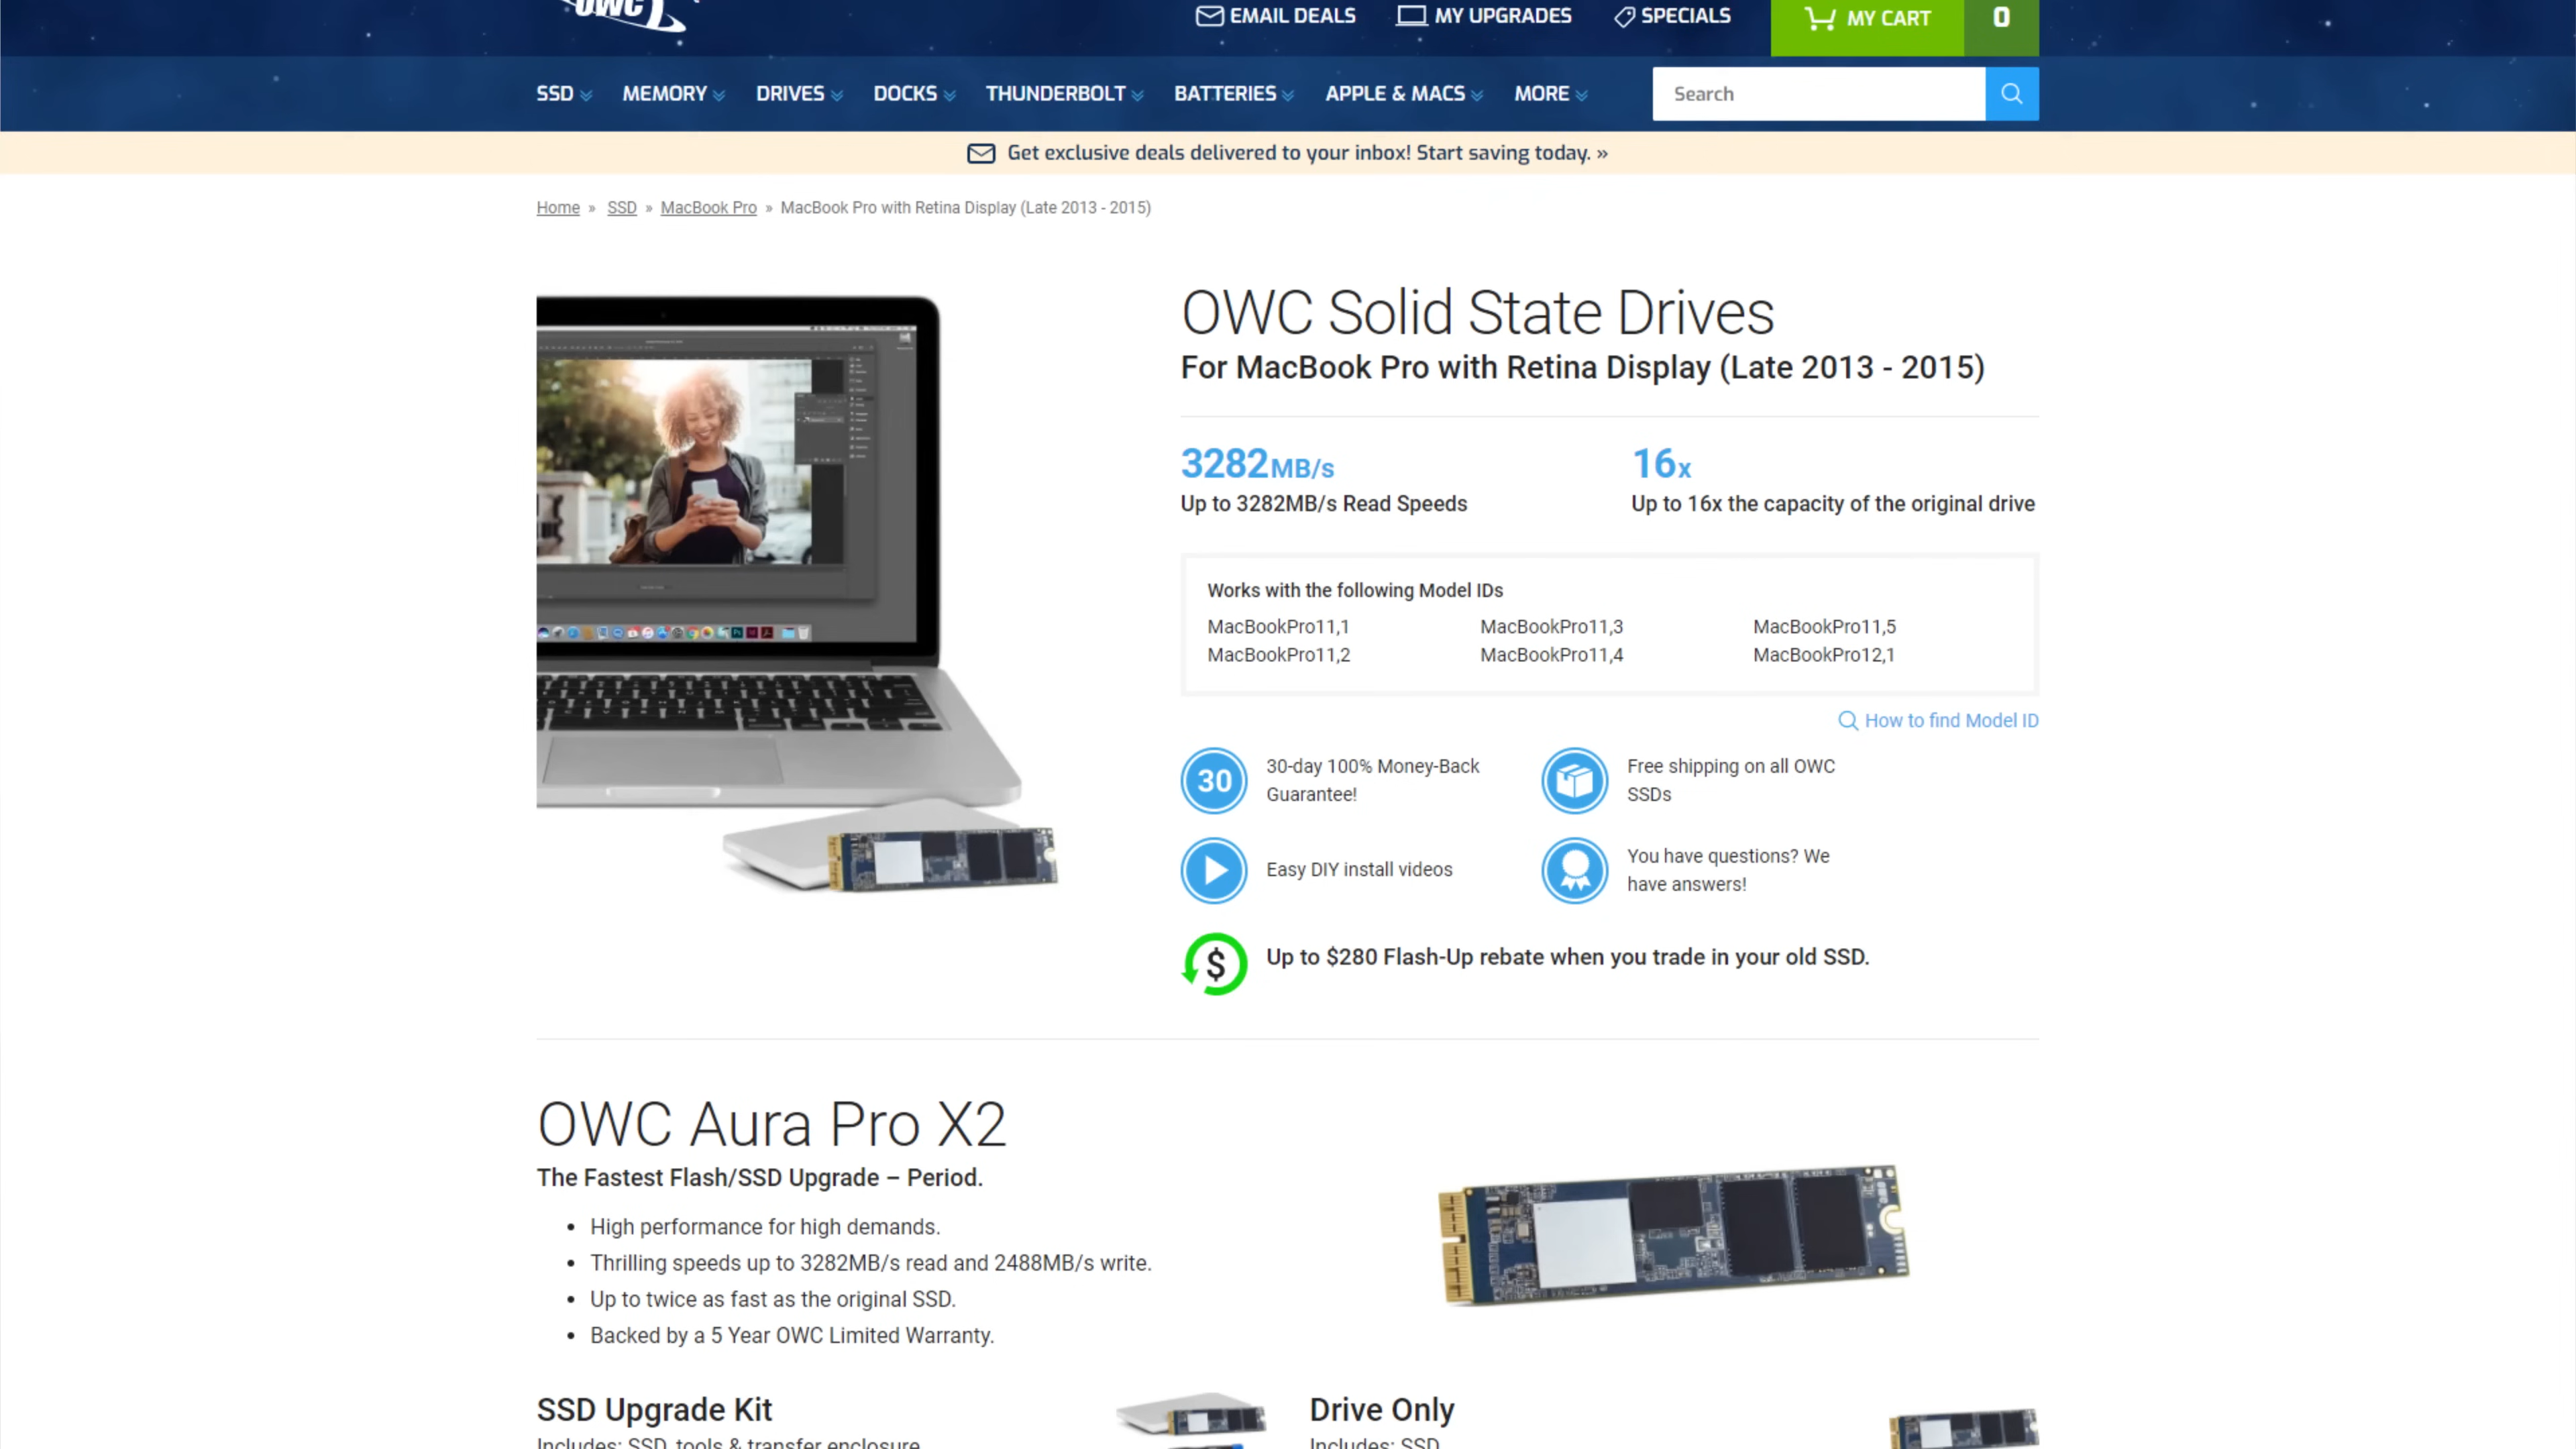 OWC
EMAIL DEALS
MY UPGRADES
SPECIALS
MY CART
0
SSD
MEMORY
DRIVES
DOCKS
THUNDERBOLT
BATTERIES
APPLE & MACS
MORE
Search
Get exclusive deals delivered to your inbox! Start saving today. »
Home » SSD » MacBook Pro » MacBook Pro with Retina Display (Late 2013 - 2015)
OWC Solid State Drives
For MacBook Pro with Retina Display (Late 2013 - 2015)
3282MB/s
Up to 3282MB/s Read Speeds
16x
Up to 16x the capacity of the original drive
Works with the following Model IDs
MacBookPro11,1 MacBookPro11,3 MacBookPro11,5
MacBookPro11,2 MacBookPro11,4 MacBookPro12,1
How to find Model ID
30
30-day 100% Money-Back
Guarantee!
Free shipping on all OWC
SSDs
Easy DIY install videos
You have questions? We
have answers!
$
Up to $280 Flash-Up rebate when you trade in your old SSD.
OWC Aura Pro X2
The Fastest Flash/SSD Upgrade – Period.
• High performance for high demands.
• Thrilling speeds up to 3282MB/s read and 2488MB/s write.
• Up to twice as fast as the original SSD.
• Backed by a 5 Year OWC Limited Warranty.
SSD Upgrade Kit
Includes: SSD, tools & transfer enclosure
Drive Only
Includes: SSD